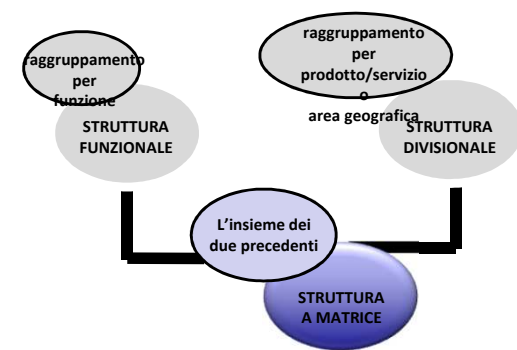 raggruppamento
per
funzione
STRUTTURA
FUNZIONALE
raggruppamento
per
prodotto/servizio
o
area geografica
STRUTTURA
DIVISIONALE
L'insieme dei
due precedenti
STRUTTURA
A MATRICE